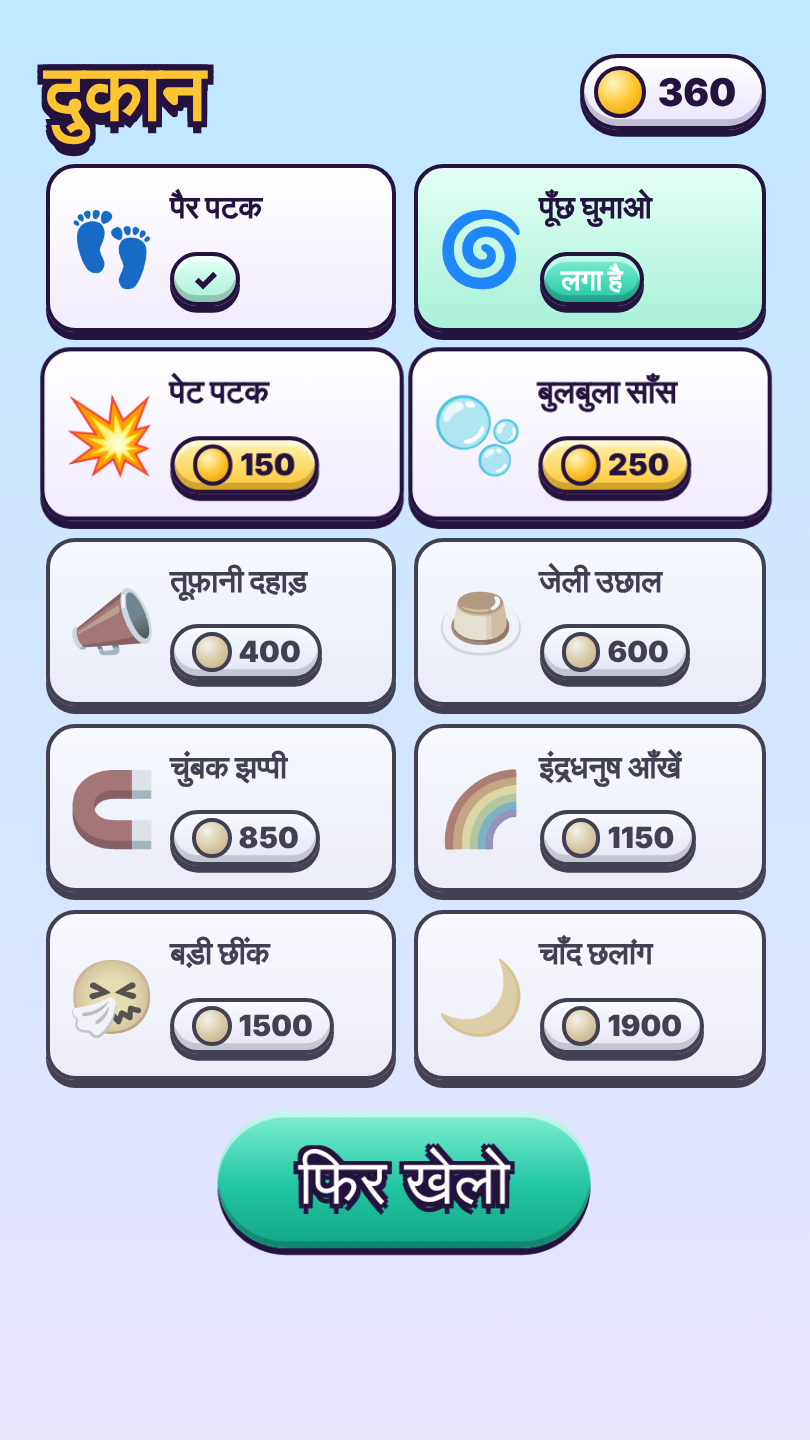 दुकान
360
पैर पटक
✓
पूँछ घुमाओ
लगा है
पेट पटक
150
बुलबुला साँस
250
तूफ़ानी दहाड़
400
जेली उछाल
600
चुंबक झप्पी
850
इंद्रधनुष आँखें
1150
बड़ी छींक
1500
चाँद छलांग
1900
फिर खेलो